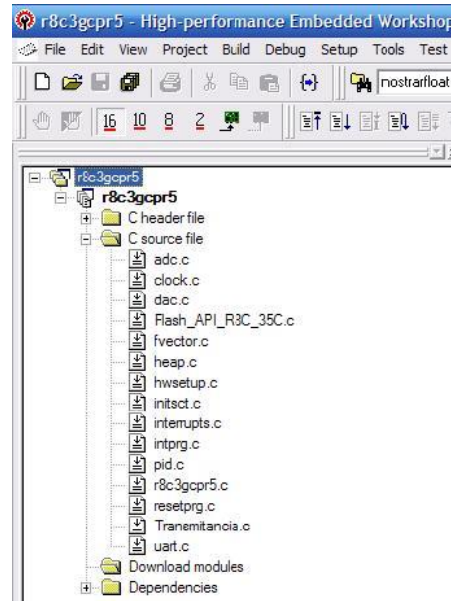 r8c3gcpr5 - High-performance Embedded Workshop
File Edit View Project Build Debug Setup Tools Test
nostrarfloat
16 10 8 2
r8c3gcpr5
r8c3gcpr5
C header file
C source file
adc.c
clock.c
dac.c
Flash_API_R8C_35C.c
fvector.c
heap.c
hwsetup.c
initsct.c
interrupts.c
intprg.c
pid.c
r8c3gcpr5.c
resetprg.c
Transmitancia.c
uart.c
Download modules
Dependencies